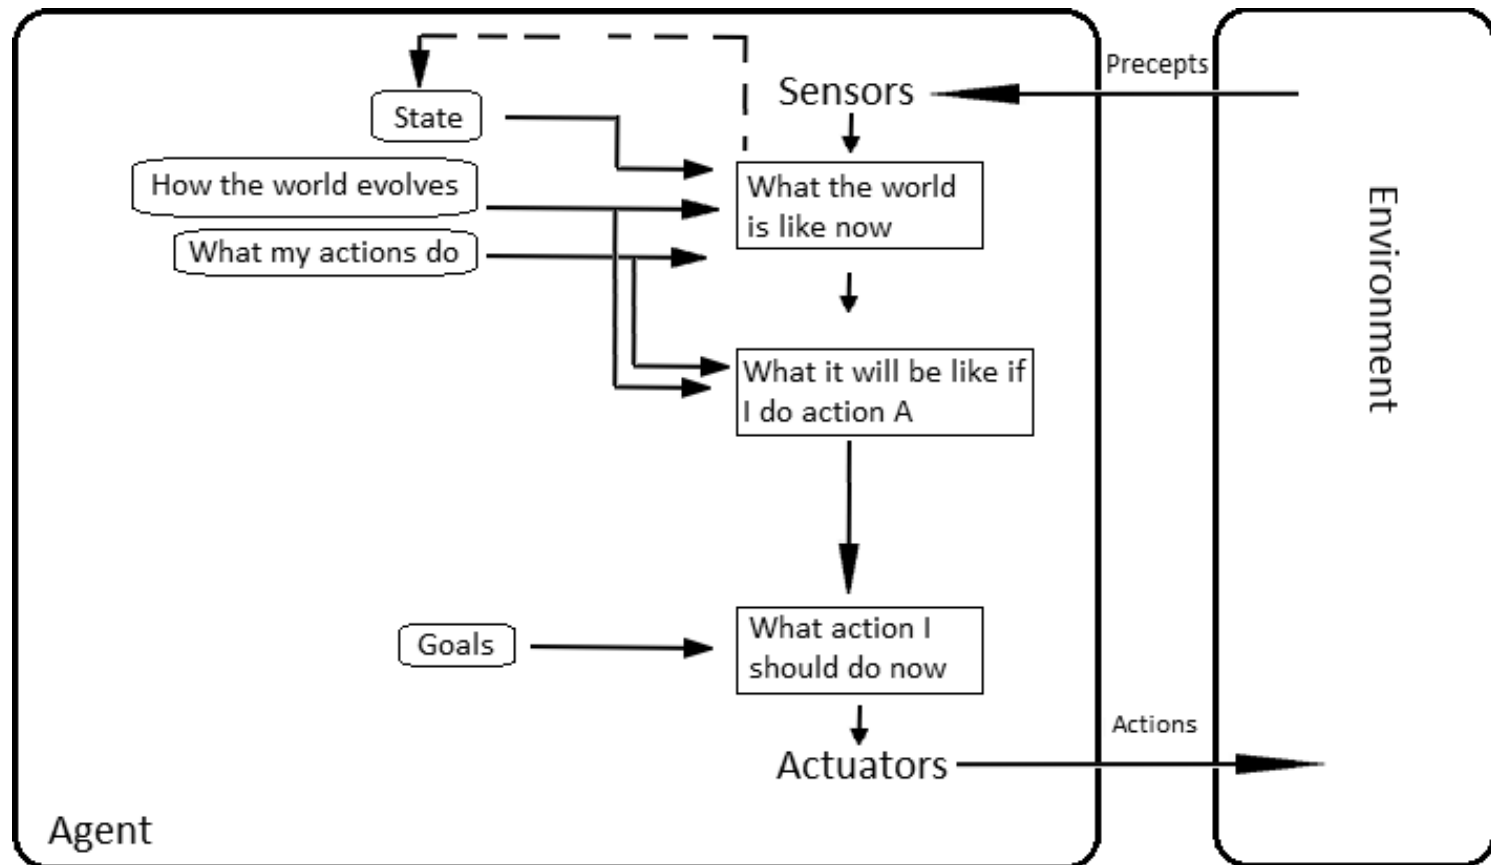 Precepts
Sensors
State
How the world evolves
What the world
is like now
What my actions do
Environment
What it will be like if
I do action A
Goals
What action I
should do now
Actions
Actuators
Agent